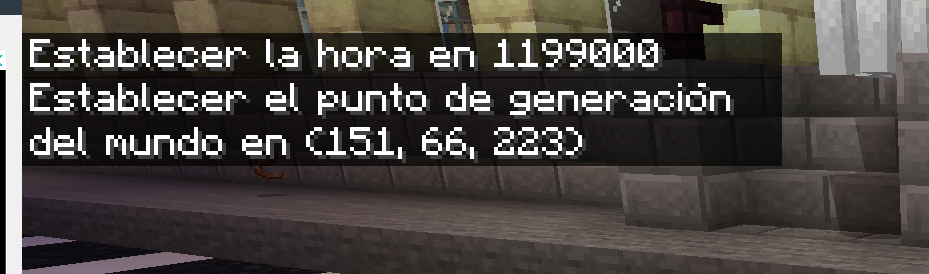 Establecer la hora en 1199000
Establecer el punto de generación
del mundo en (151, 66, 223)